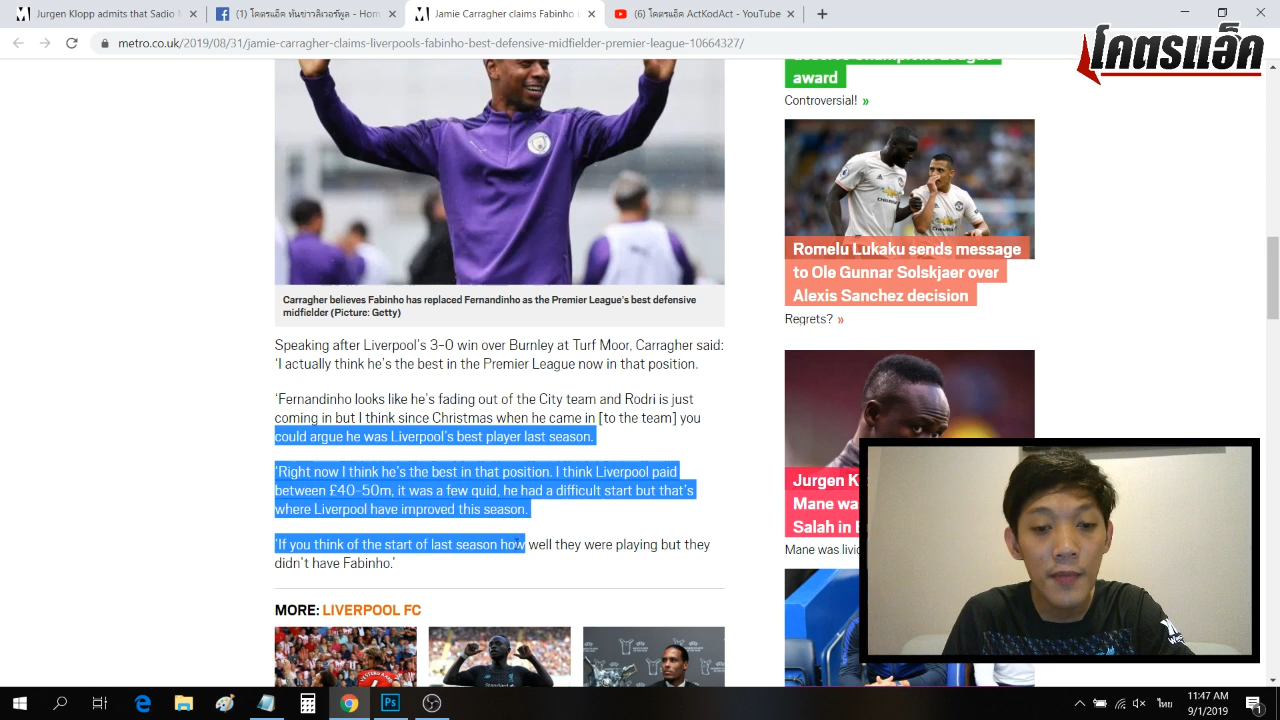 Jurgen Klopp admits that Sadio M
(1) โคตรแอ็ค ทันข่าวลิเวอร์พูล - Hom
Jamie Carragher claims Fabinho i
(6) โคตรแอ็ค ActKodAct - YouTube
metro.co.uk/2019/08/31/jamie-carragher-claims-liverpools-fabinho-best-defensive-midfielder-premier-league-10664327/
โคตรแอ็ค
award
Controversial! »
Romelu Lukaku sends message
to Ole Gunnar Solskjaer over
Alexis Sanchez decision
Regrets? »
Carragher believes Fabinho has replaced Fernandinho as the Premier League's best defensive
midfielder (Picture: Getty)
Speaking after Liverpool's 3-0 win over Burnley at Turf Moor, Carragher said:
'I actually think he's the best in the Premier League now in that position.
'Fernandinho looks like he's fading out of the City team and Rodri is just
coming in but I think since Christmas when he came in [to the team] you
could argue he was Liverpool's best player last season.
'Right now I think he's the best in that position. I think Liverpool paid
between £40-50m, it was a few quid, he had a difficult start but that's
where Liverpool have improved this season.
'If you think of the start of last season how well they were playing but they
didn't have Fabinho.'
MORE: LIVERPOOL FC
Jurgen K
Mane wa
Salah in
Mane was livi
ไทย
11:47 AM
9/1/2019